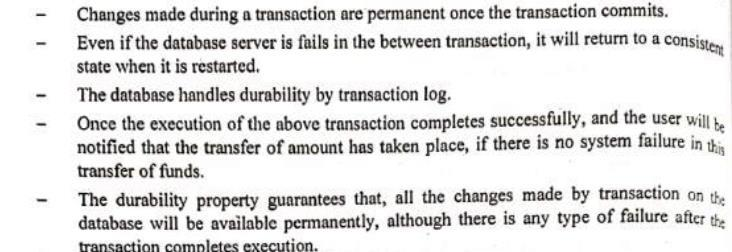 – Changes made during a transaction are permanent once the transaction commits.
– Even if the database server is fails in the between transaction, it will return to a consistent
state when it is restarted.
– The database handles durability by transaction log.
– Once the execution of the above transaction completes successfully, and the user will be
notified that the transfer of amount has taken place, if there is no system failure in this
transfer of funds.
– The durability property guarantees that, all the changes made by transaction on the
database will be available permanently, although there is any type of failure after the
transaction completes execution.